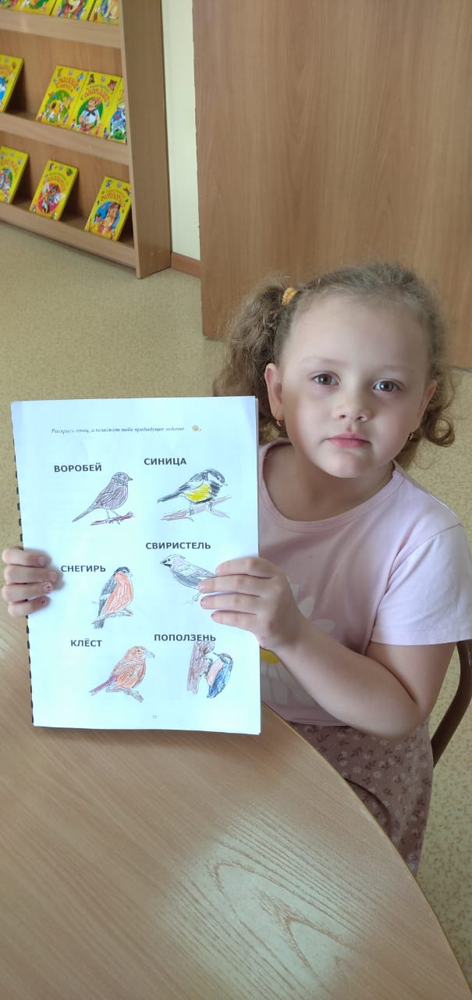 Раскрась птиц, а поможет тебе предыдущее задание.
ВОРОБЕЙ
СИНИЦА
СНЕГИРЬ
СВИРИСТЕЛЬ
КЛЁСТ
ПОПОЛЗЕНЬ